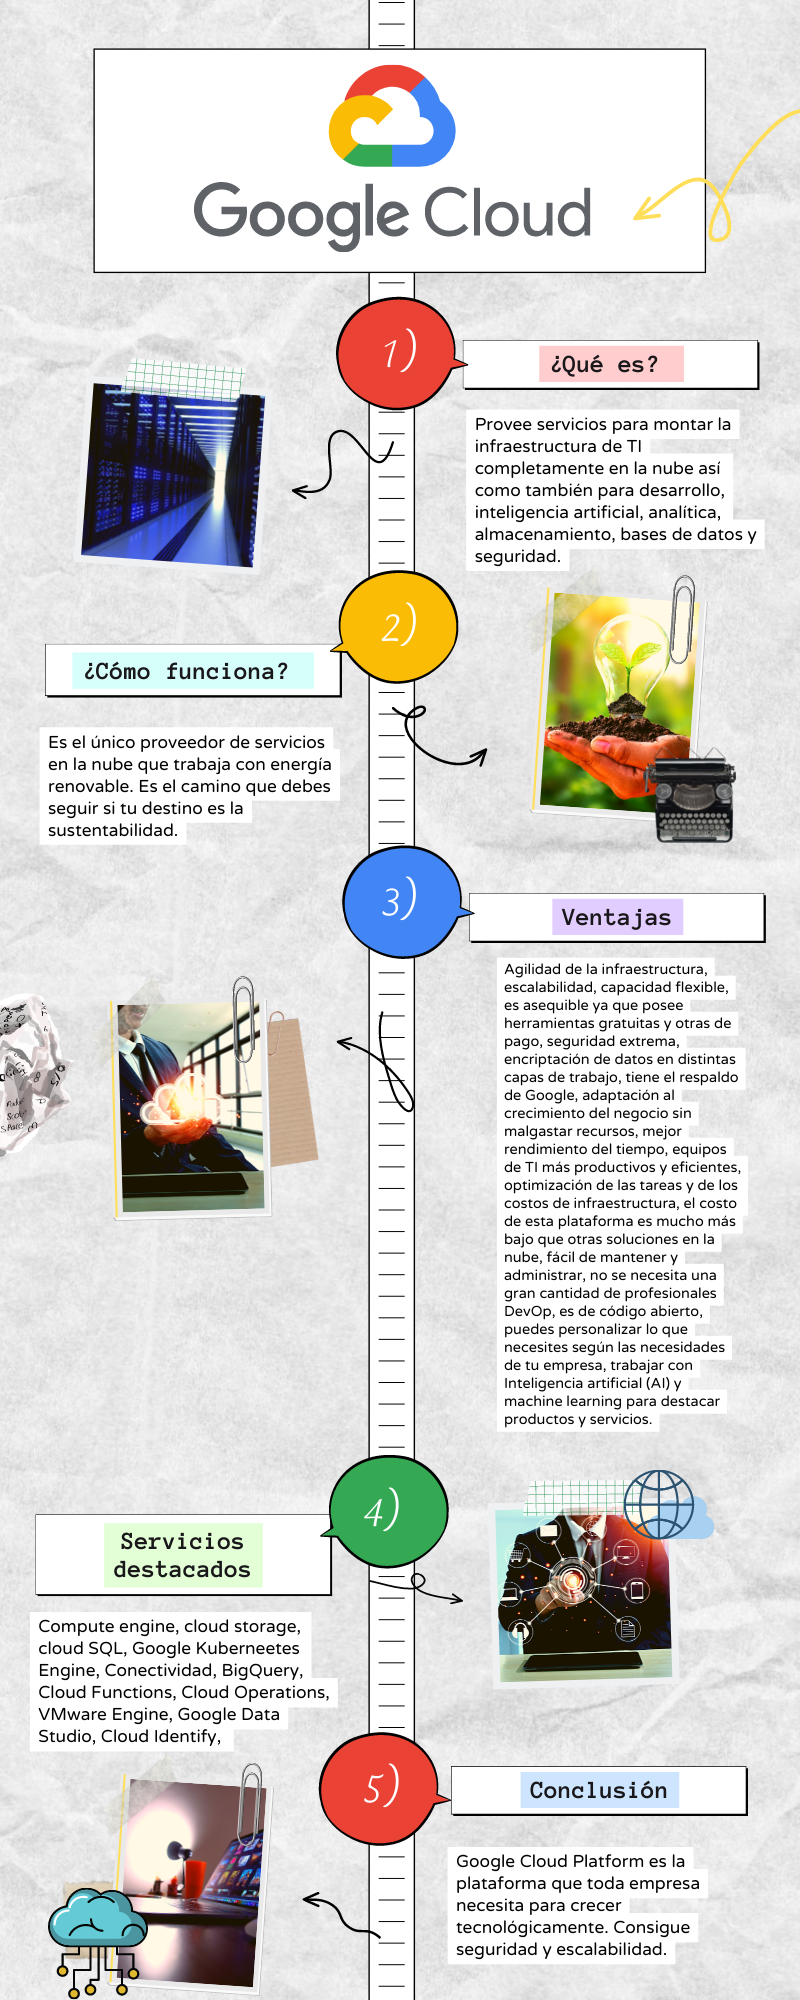 Google Cloud
1)
¿Qué es?
Provee servicios para montar la
infraestructura de TI
completamente en la nube así
como también para desarrollo,
inteligencia artificial, analítica,
almacenamiento, bases de datos y
seguridad.
2)
¿Cómo funciona?
Es el único proveedor de servicios
en la nube que trabaja con energía
renovable. Es el camino que debes
seguir si tu destino es la
sustentabilidad.
3)
Ventajas
Agilidad de la infraestructura,
escalabilidad, capacidad flexible,
es asequible ya que posee
herramientas gratuitas y otras de
pago, seguridad extrema,
encriptación de datos en distintas
capas de trabajo, tiene el respaldo
de Google, adaptación al
crecimiento del negocio sin
malgastar recursos, mejor
rendimiento del tiempo, equipos
de TI más productivos y eficientes,
optimización de las tareas y de los
costos de infraestructura, el costo
de esta plataforma es mucho más
bajo que otras soluciones en la
nube, fácil de mantener y
administrar, no se necesita una
gran cantidad de profesionales
DevOp, es de código abierto,
puedes personalizar lo que
necesites según las necesidades
de tu empresa, trabajar con
Inteligencia artificial (AI) y
machine learning para destacar
productos y servicios.
4)
Servicios
destacados
Compute engine, cloud storage,
cloud SQL, Google Kuberneetes
Engine, Conectividad, BigQuery,
Cloud Functions, Cloud Operations,
VMware Engine, Google Data
Studio, Cloud Identify,
5)
Conclusión
Google Cloud Platform es la
plataforma que toda empresa
necesita para crecer
tecnológicamente. Consigue
seguridad y escalabilidad.